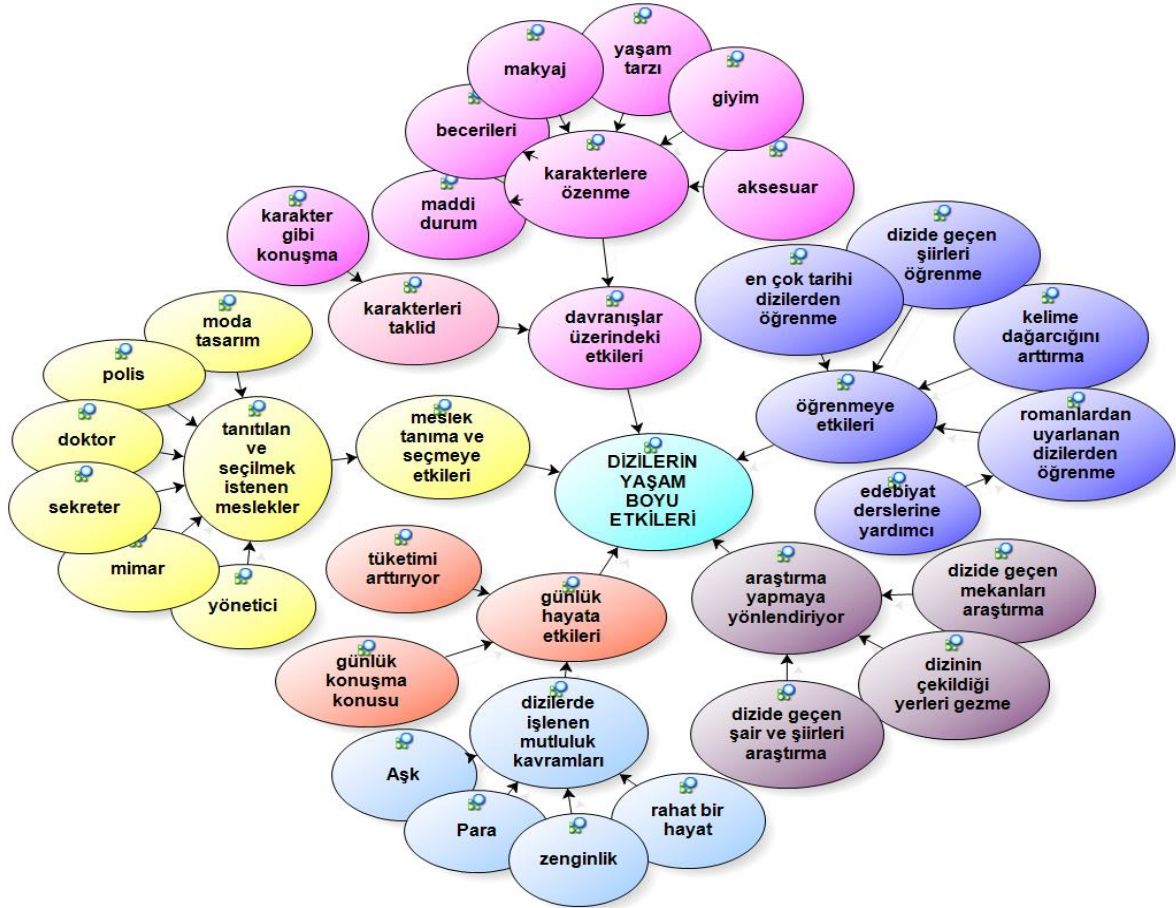 yaşam
tarzı
makyaj
giyim
becerileri
karakterlere
özenme
aksesuar
maddi
durum
karakter
gibi
konuşma
dizide geçen
şiirleri
öğrenme
en çok tarihi
dizilerden
öğrenme
karakterleri
taklid
davranışlar
üzerindeki
etkileri
kelime
dağarcığını
arttırma
moda
tasarım
polis
doktor
sekreter
mimar
yönetici
tanıtılan
ve
seçilmek
istenen
meslekler
meslek
tanıma ve
seçmeye
etkileri
öğrenmeye
etkileri
romanlardan
uyarlanan
dizilerden
öğrenme
DİZİLERİN
YAŞAM
BOYU
ETKİLERİ
edebiyat
derslerine
yardımcı
tüketimi
arttırıyor
günlük
hayata
etkileri
araştırma
yapmaya
yönlendiriyor
dizide geçen
mekanları
araştırma
günlük
konuşma
konusu
dizinin
çekildiği
yerleri gezme
dizilerde
işlenen
mutluluk
kavramları
dizide geçen
şair ve şiirleri
araştırma
Aşk
Para
zenginlik
rahat bir
hayat